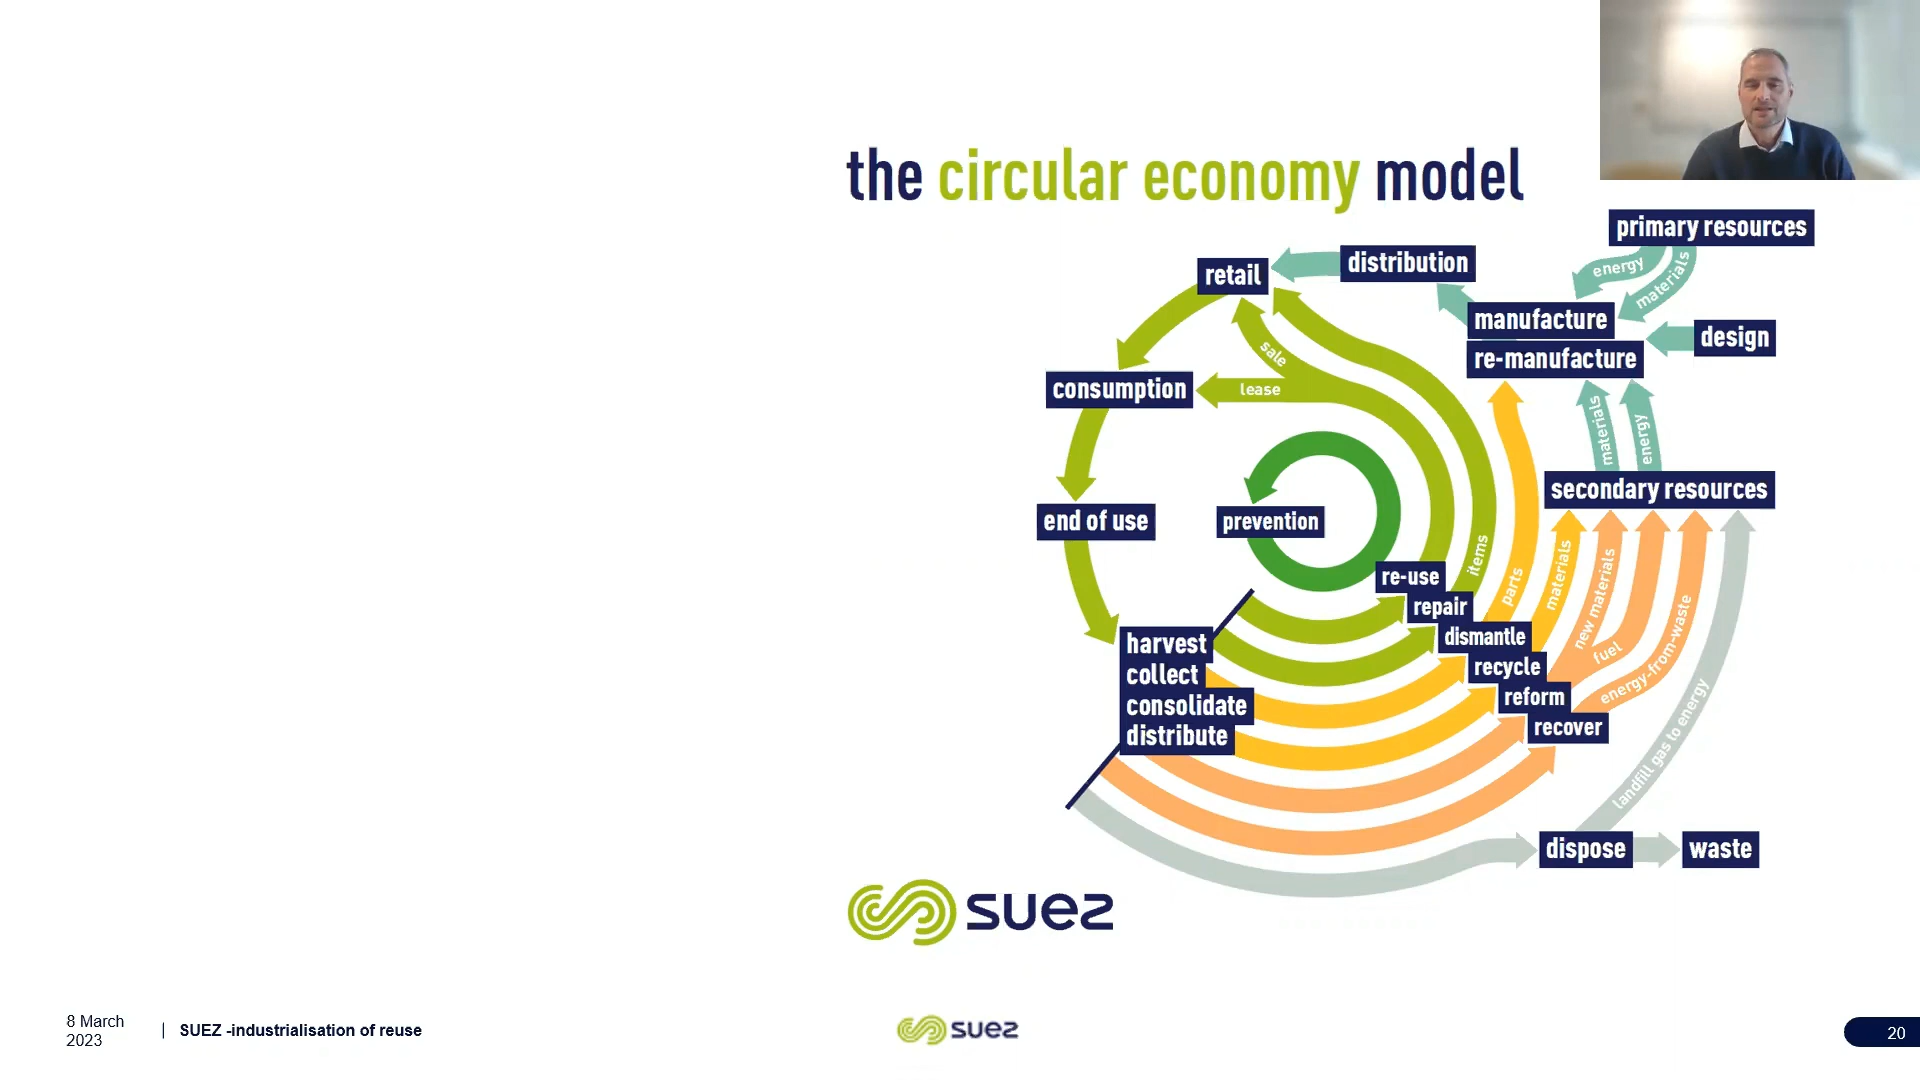 the circular economy model
primary resources
energy
materials
distribution
retail
manufacture
re-manufacture
design
sale
lease
consumption
materials
energy
secondary resources
end of use
prevention
items
parts
materials
new materials
fuel
energy-from-waste
landfill gas to energy
re-use
repair
dismantle
recycle
reform
recover
harvest
collect
consolidate
distribute
dispose
waste
suez
8 March
2023
| SUEZ -industrialisation of reuse
suez
20